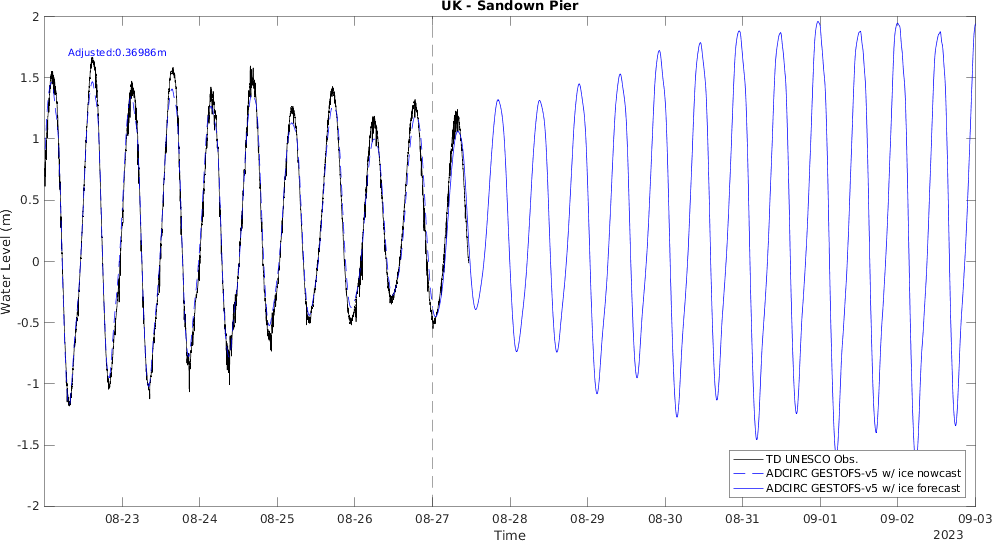 UK - Sandown Pier
Adjusted:0.36986m
2
1.5
1
0.5
0
-0.5
-1
-1.5
-2
Water Level (m)
TD UNESCO Obs.
ADCIRC GESTOFS-v5 w/ ice nowcast
ADCIRC GESTOFS-v5 w/ ice forecast
08-23 08-24 08-25 08-26 08-27 08-28 08-29 08-30 08-31 09-01 09-02 09-03
Time
2023